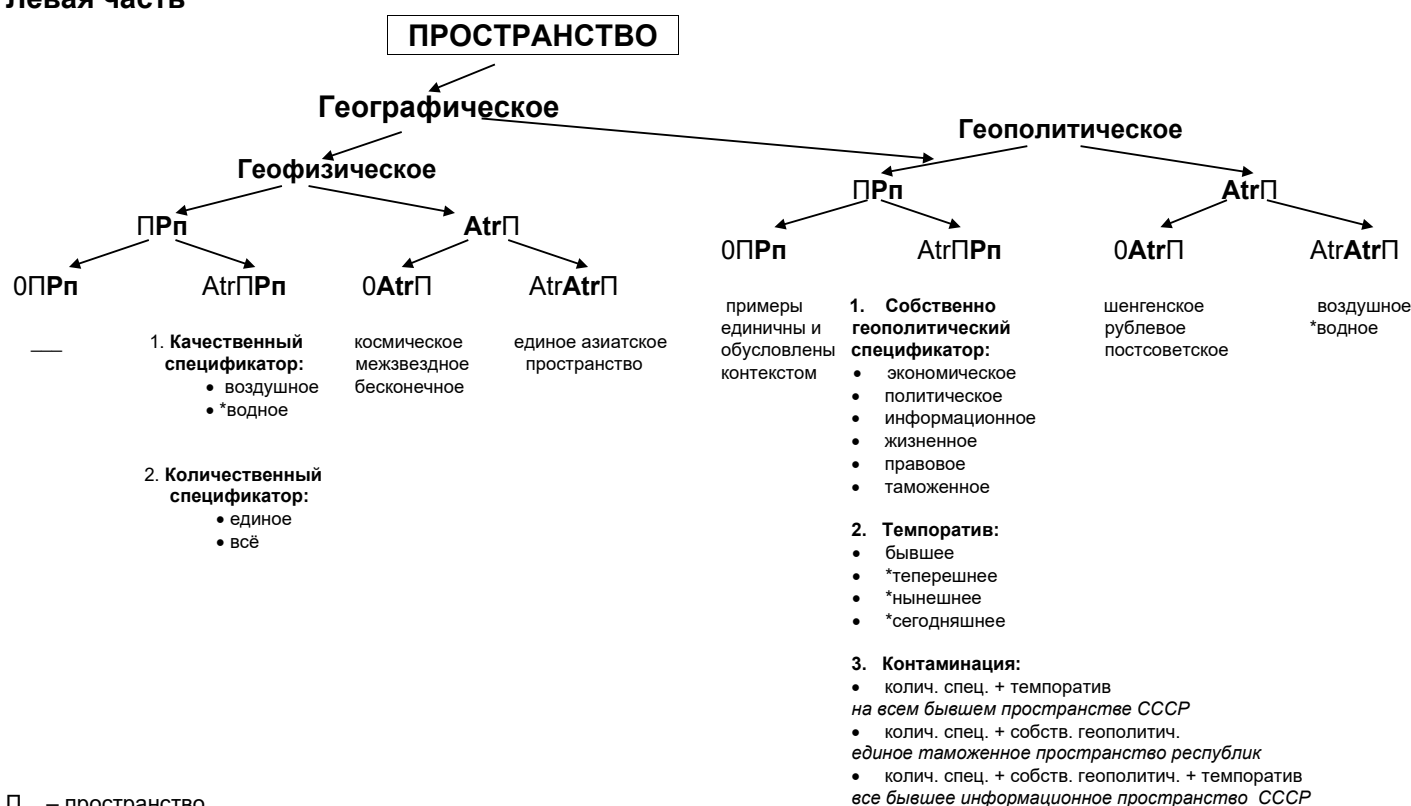 Левая часть
ПРОСТРАНСТВО
Географическое
Геополитическое
Геофизическое
ПРп
AtrП
ПРп
AtrП
0ПРп
AtrПРп
0AtrП
AtrAtrП
0ПРп
AtrПРп
0AtrП
AtrAtrП
___
1. Качественный
спецификатор:
• воздушное
• *водное
2. Количественный
спецификатор:
• единое
• всё
космическое
межзвездное
бесконечное
единое азиатское
пространство
примеры
единичны и
обусловлены
контекстом
1. Собственно
геополитический
спецификатор:
• экономическое
• политическое
• информационное
• жизненное
• правовое
• таможенное
2. Темпоратив:
• бывшее
• *теперешнее
• *нынешнее
• *сегодняшнее
3. Контаминация:
• колич. спец. + темпоратив
на всем бывшем пространстве СССР
• колич. спец. + собств. геополитич.
единое таможенное пространство республик
• колич. спец. + собств. геополитич. + темпоратив
все бывшее информационное пространство СССР
шенгенское
рублевое
постсоветское
воздушное
*водное
П – пространство